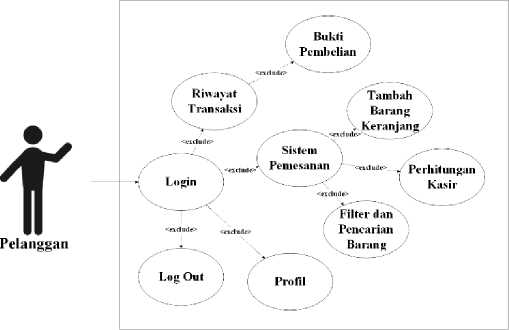 Bukti
Pembelian
<exclude>
Riwayat
Transaksi
Tambah
Barang
Keranjang
<exclude>
<exclude>
Sistem
Pemesanan
<exclude>
<exclude>
Perhitungan
Kasir
Login
<exclude>
Filter dan
Pencarian
Barang
<exclude>
<exclude>
Pelanggan
Log Out
Profil